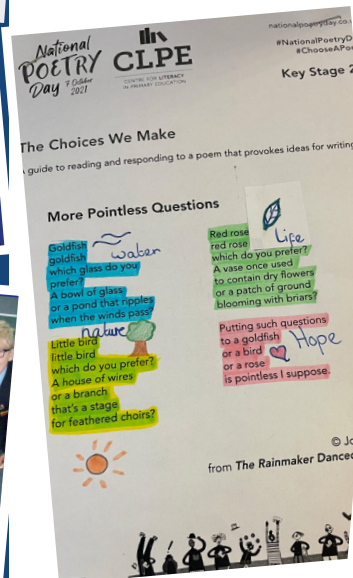 National
POETRY
Day 7 October
2021
CLPE
CENTRE FOR LITERACY
IN PRIMARY EDUCATION
nationalpoetryday.co.
#NationalPoetryD
#ChooseAPoe
Key Stage 2
The Choices We Make
guide to reading and responding to a poem that provokes ideas for writing
More Pointless Questions
Goldfish
goldfish
which glass do you
prefer?
A bowl of glass
or a pond that ripples
when the winds pass?
water
nature
Little bird
little bird
which do you prefer?
A house of wires
or a branch
that's a stage
for feathered choirs?
Red rose
red rose
which do you prefer?
A vase once used
to contain dry flowers
or a patch of ground
blooming with briars?
Life
Putting such questions
to a goldfish
or a bird
or a rose
is pointless I suppose.
Hope
© Jo
from The Rainmaker Danced